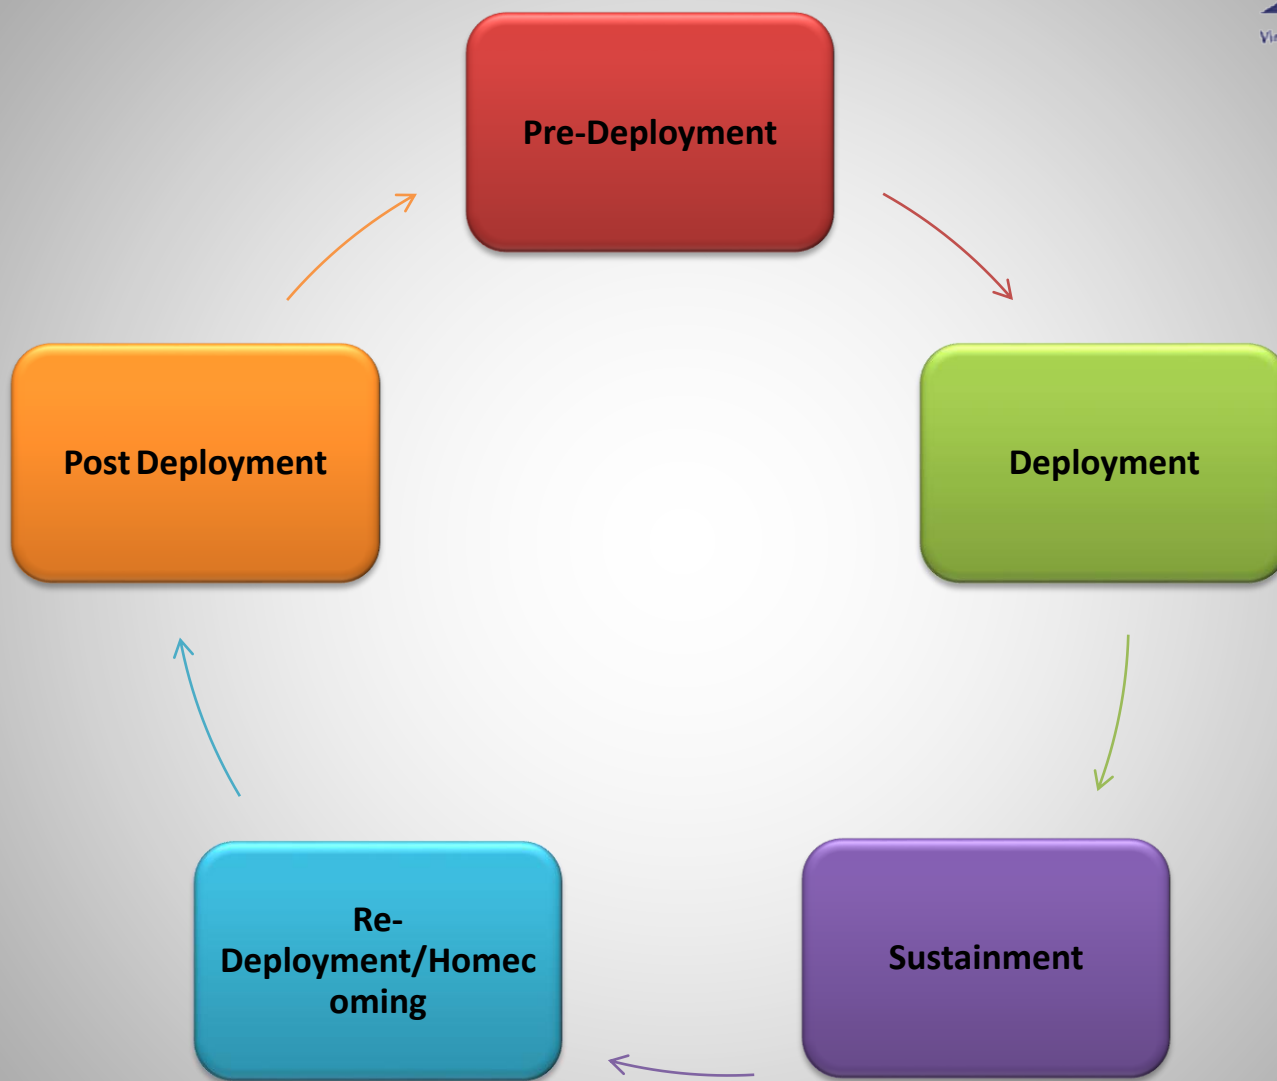 Pre-Deployment
Post Deployment
Deployment
Re-
Deployment/Homec
oming
Sustainment